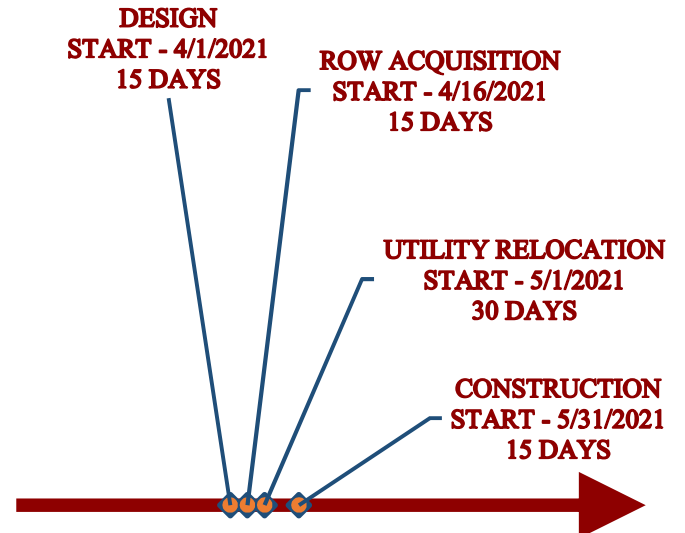 DESIGN
START - 4/1/2021
15 DAYS
ROW ACQUISITION
START - 4/16/2021
15 DAYS
UTILITY RELOCATION
START - 5/1/2021
30 DAYS
CONSTRUCTION
START - 5/31/2021
15 DAYS